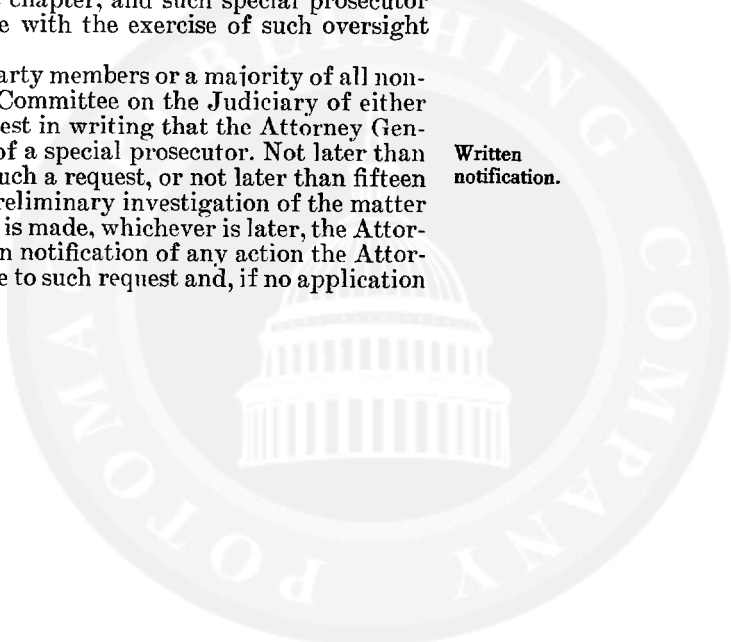 chapter, and such special prosecutor
e with the exercise of such oversight
arty members or a majority of all non-
Committee on the Judiciary of either
est in writing that the Attorney Gen-
of a special prosecutor. Not later than
uch a request, or not later than fifteen
reliminary investigation of the matter
is made, whichever is later, the Attor-
n notification of any action the Attor-
e to such request and, if no application
Written
notification.
POTOMA
SHING COMPANY